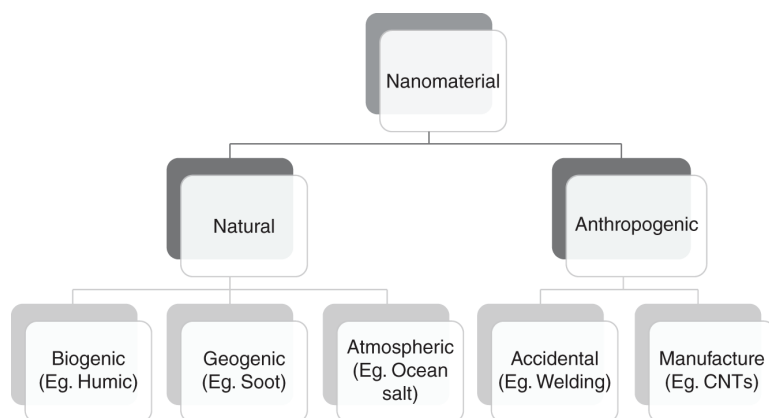 Nanomaterial
Natural
Anthropogenic
Biogenic
(Eg. Humic)
Geogenic
(Eg. Soot)
Atmospheric
(Eg. Ocean
salt)
Accidental
(Eg. Welding)
Manufacture
(Eg. CNTs)